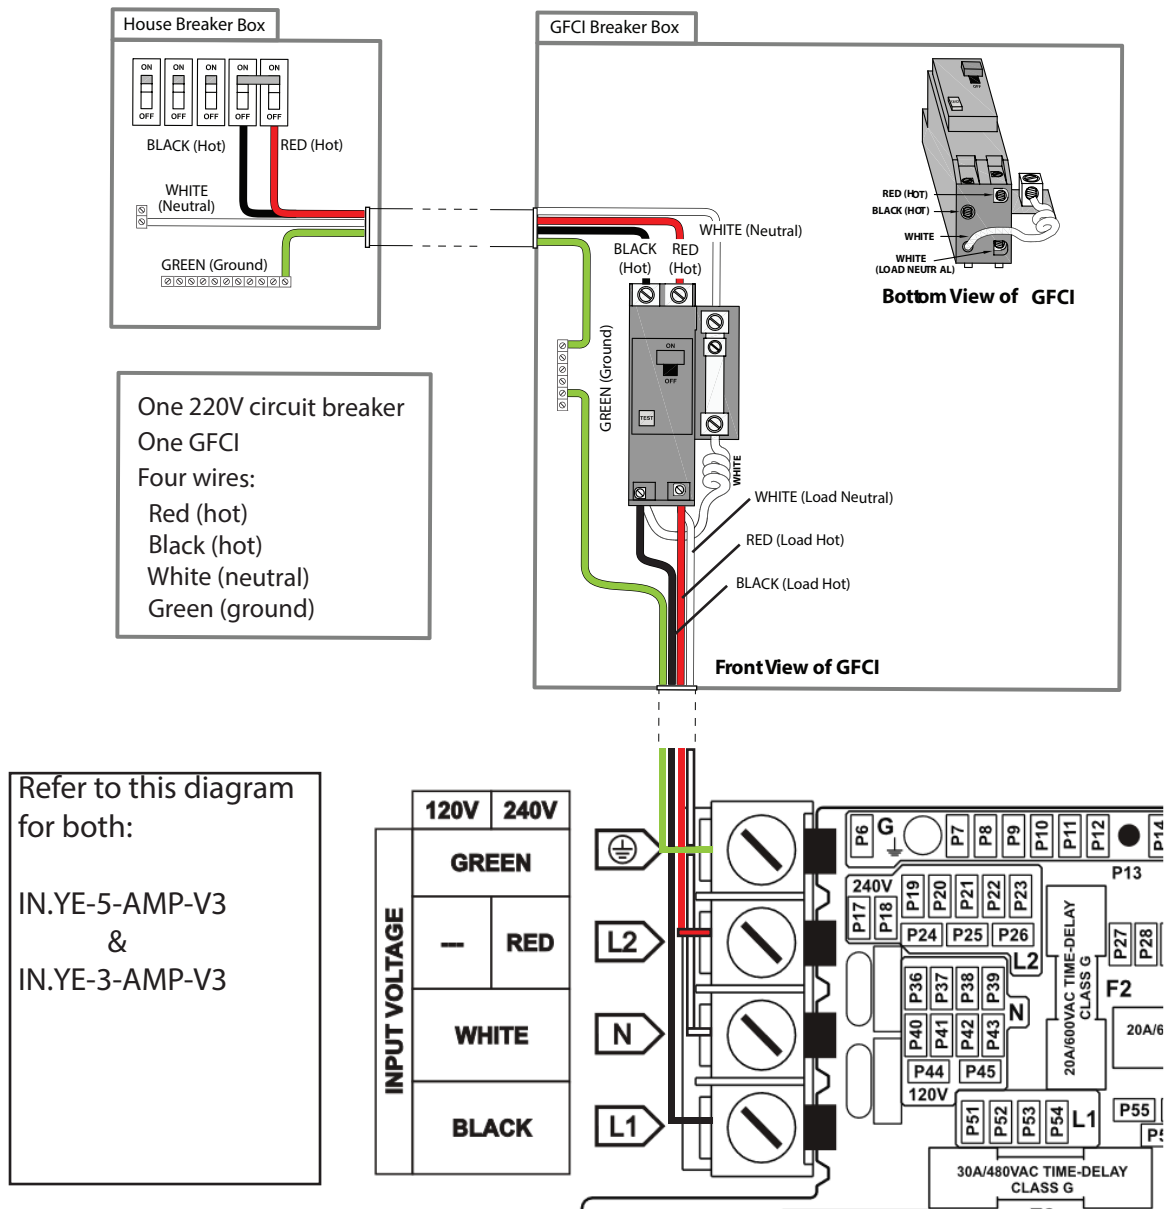 House Breaker Box
ON ON ON ON ON
OFF OFF OFF OFF OFF
BLACK (Hot)
RED (Hot)
WHITE
(Neutral)
GREEN (Ground)
GFCI Breaker Box
WHITE (Neutral)
BLACK
(Hot)
RED
(Hot)
GREEN (Ground)
ON
OFF
TEST
WHITE
WHITE (Load Neutral)
RED (Load Hot)
BLACK (Load Hot)
Front View of GFCI
OFF
RED (HOT)
BLACK (HOT)
WHITE
WHITE
(LOAD NEUTRAL)
Bottom View of GFCI
One 220V circuit breaker
One GFCI
Four wires:
Red (hot)
Black (hot)
White (neutral)
Green (ground)
Refer to this diagram
for both:
IN.YE-5-AMP-V3
&
IN.YE-3-AMP-V3
INPUT VOLTAGE
120V 240V
GREEN
--- RED
WHITE
BLACK
L2
N
L1
P6 G P7 P8 P9 P10 P11 P12 P14
P13
240V
P17 P18 P19 P20 P21 P22 P23
P24 P25 P26
L2
P36 P37 P38 P39
N
P40 P41 P42 P43
P44 P45
120V
20A/600VAC TIME-DELAY
CLASS G
P27 P28
F2
20A/6
P51 P52 P53 P54 L1
P55
30A/480VAC TIME-DELAY
CLASS G